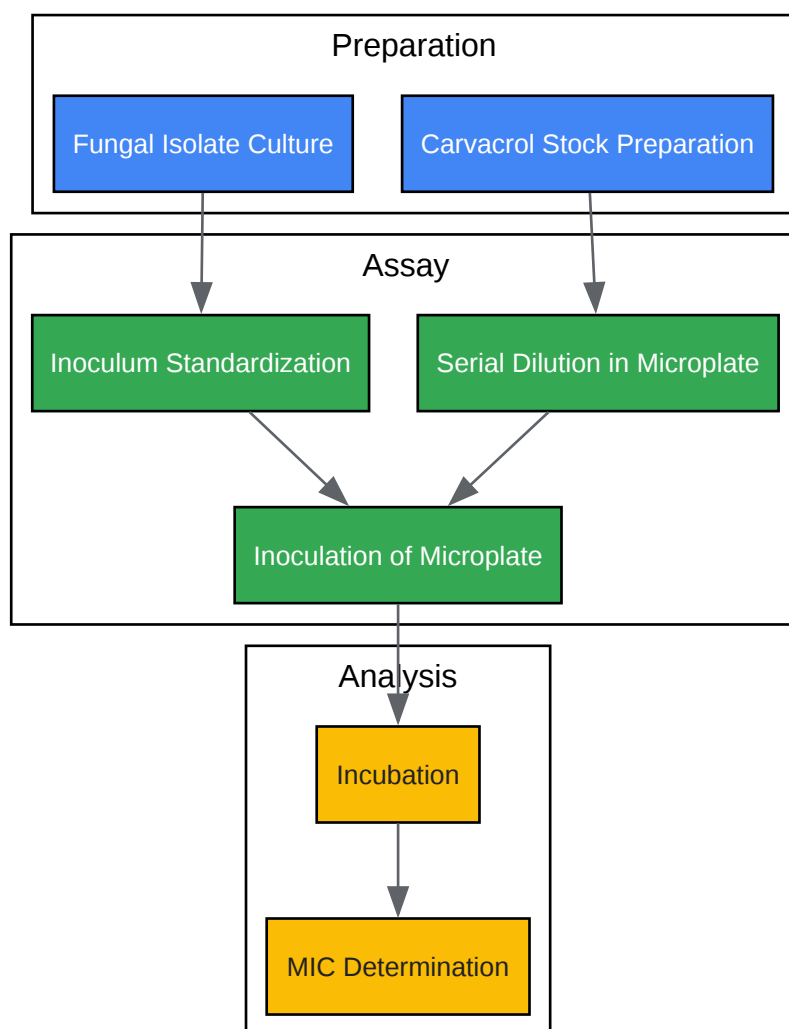 Preparation
Fungal Isolate Culture
Carvacrol Stock Preparation
Assay
Inoculum Standardization
Serial Dilution in Microplate
Inoculation of Microplate
Analysis
Incubation
MIC Determination